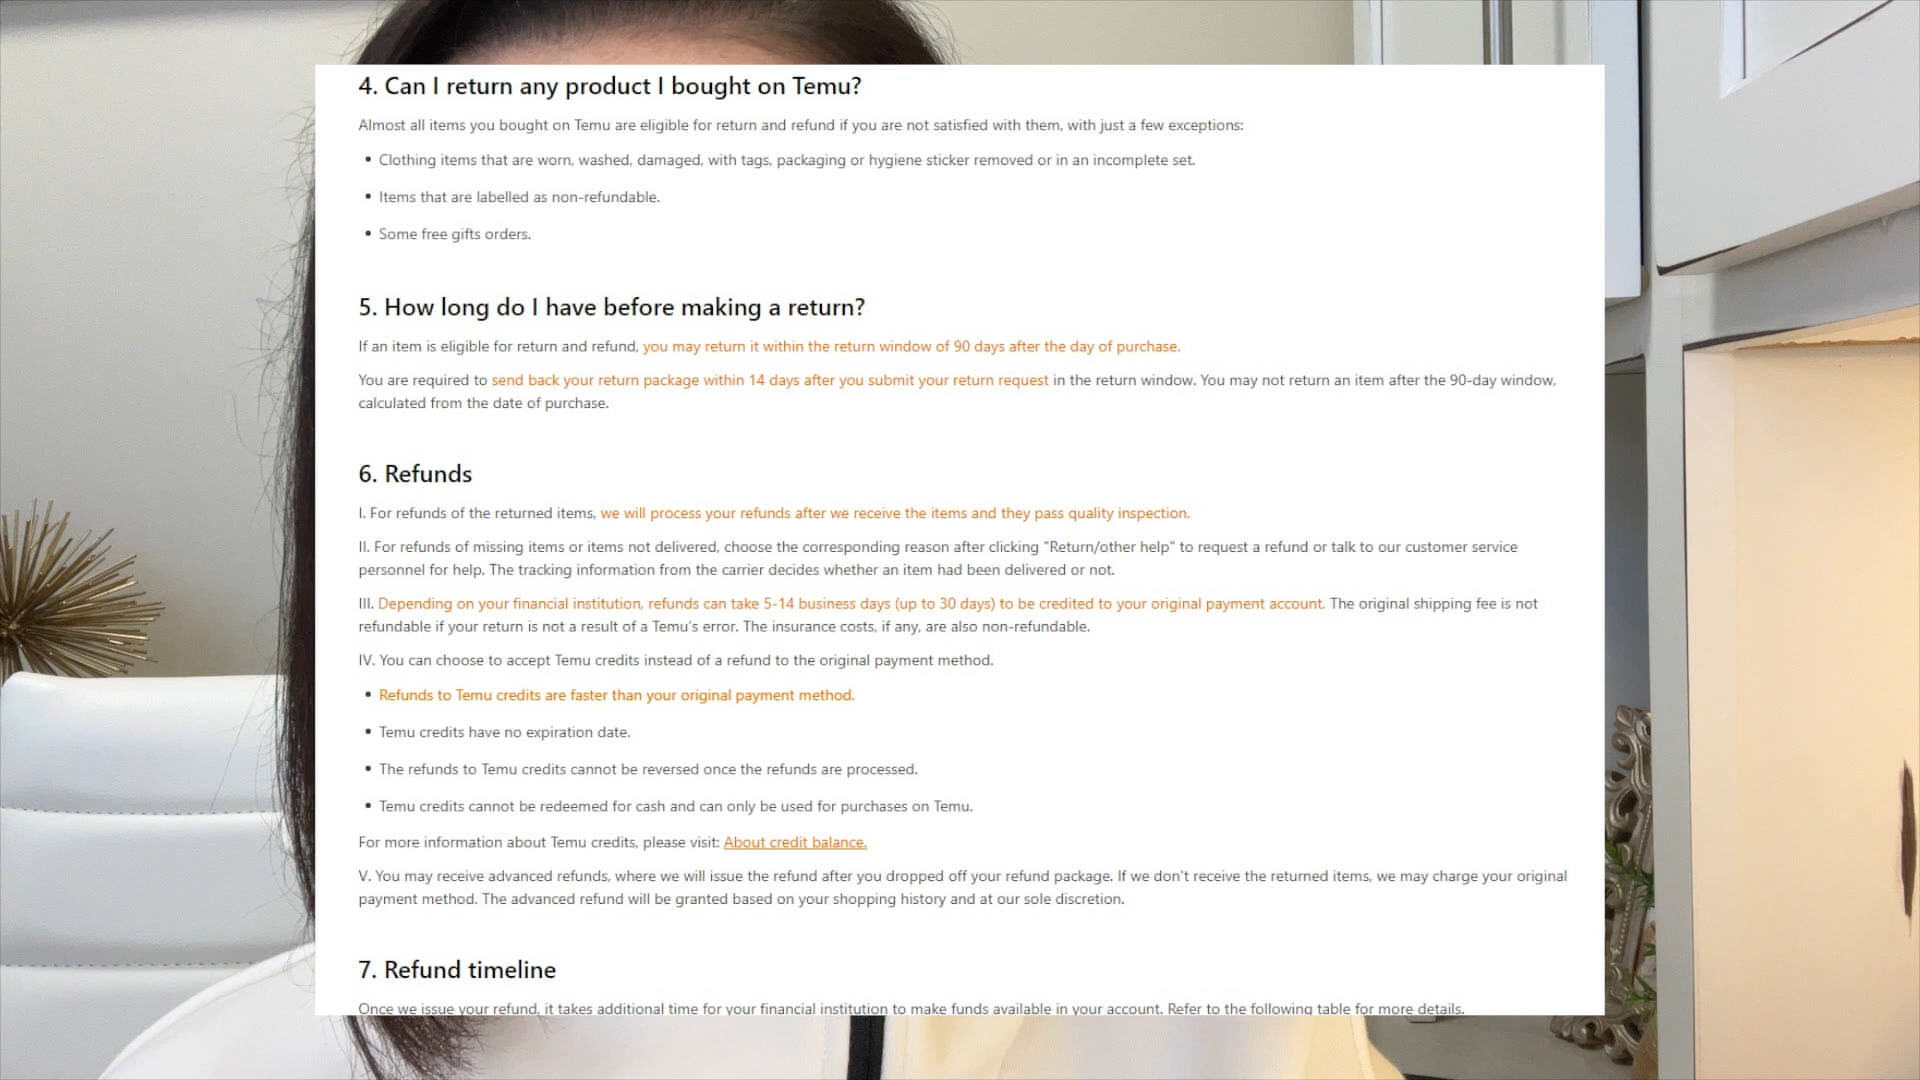 4. Can I return any product I bought on Temu?
Almost all items you bought on Temu are eligible for return and refund if you are not satisfied with them, with just a few exceptions:
• Clothing items that are worn, washed, damaged, with tags, packaging or hygiene sticker removed or in an incomplete set.
• Items that are labelled as non-refundable.
• Some free gifts orders.
5. How long do I have before making a return?
If an item is eligible for return and refund, you may return it within the return window of 90 days after the day of purchase.
You are required to send back your return package within 14 days after you submit your return request in the return window. You may not return an item after the 90-day window,
calculated from the date of purchase.
6. Refunds
I. For refunds of the returned items, we will process your refunds after we receive the items and they pass quality inspection.
II. For refunds of missing items or items not delivered, choose the corresponding reason after clicking "Return/other help" to request a refund or talk to our customer service
personnel for help. The tracking information from the carrier decides whether an item had been delivered or not.
III. Depending on your financial institution, refunds can take 5-14 business days (up to 30 days) to be credited to your original payment account. The original shipping fee is not
refundable if your return is not a result of a Temu's error. The insurance costs, if any, are also non-refundable.
IV. You can choose to accept Temu credits instead of a refund to the original payment method.
• Refunds to Temu credits are faster than your original payment method.
• Temu credits have no expiration date.
• The refunds to Temu credits cannot be reversed once the refunds are processed.
• Temu credits cannot be redeemed for cash and can only be used for purchases on Temu.
For more information about Temu credits, please visit: About credit balance.
V. You may receive advanced refunds, where we will issue the refund after you dropped off your refund package. If we don't receive the returned items, we may charge your original
payment method. The advanced refund will be granted based on your shopping history and at our sole discretion.
7. Refund timeline
Once we issue your refund, it takes additional time for your financial institution to make funds available in your account. Refer to the following table for more details.